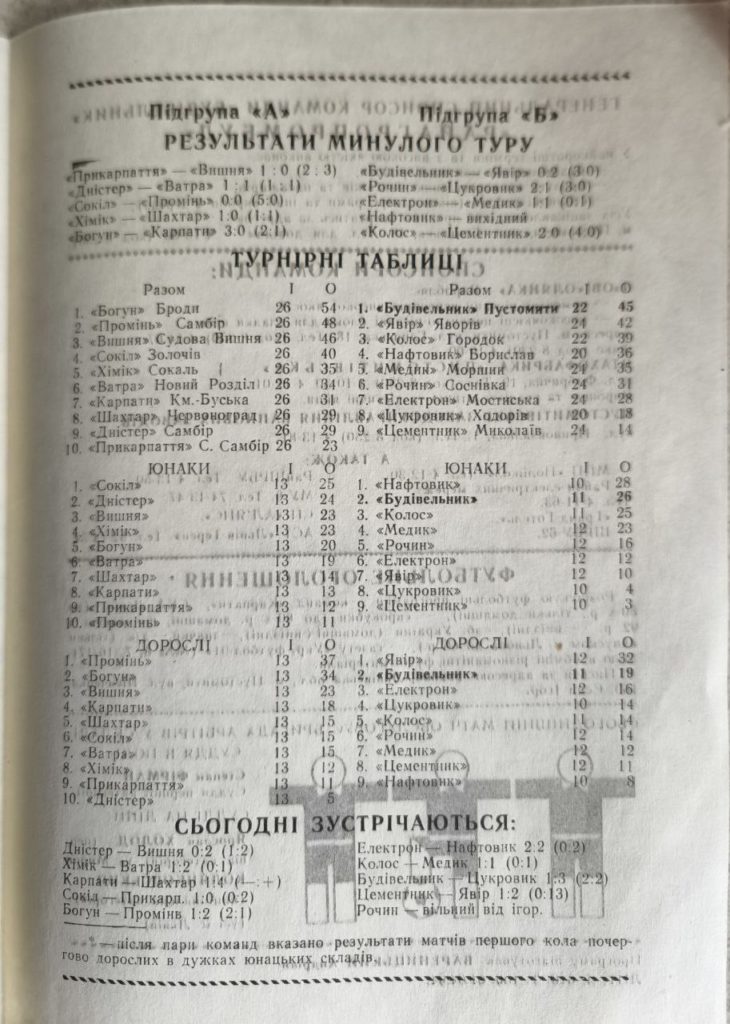 Підгрупа «А» Підгрупа «Б»
РЕЗУЛЬТАТИ МИНУЛОГО ТУРУ
«Прикарпаття» — «Вишня» 1 : 0 (2 : 3) «Будівельник» — «Явір» 0:2 (3:0)
«Дністер» — «Ватра» 1 : 1 (1 : 1) «Рочин» — «Цукровик» 2:1 (3:0)
«Сокіл» — «Промінь» 0:0 (5:0) «Електрон» — «Медик» 1:1 (0:1)
«Хімік» — «Шахтар» 1:0 (1:1) «Нафтовик» — вихідний
«Богун» — «Карпати» 3:0 (2:1) «Колос» — «Цементник» 2:0 (4:0)
ТУРНІРНІ ТАБЛИЦІ
Разом І О Разом І О
1. «Богун» Броди 26 54 1. «Будівельник» Пустомити 22 45
2. «Промінь» Самбір 26 48 2. «Явір» Яворів 24 42
3. «Вишня» Судова Вишня 26 46 3. «Колос» Городок 22 39
4. «Сокіл» Золочів 26 40 4. «Нафтовик» Борислав 20 36
5. «Хімік» Сокаль 26 35 5. «Медик» Моршин 24 35
6. «Ватра» Новий Розділ 26 34 6. «Рочин» Соснівка 24 31
7. «Карпати» Км.-Буська 26 31 7. «Електрон» Мостиська 24 28
8. «Шахтар» Червоноград 26 29 8. «Цукровик» Ходорів 20 18
9. «Дністер» Самбір 26 29 9. «Цементник» Миколаїв 24 14
10. «Прикарпаття» С. Самбір 26 23
ЮНАКИ І О ЮНАКИ І О
1. «Сокіл» 13 25 1. «Нафтовик» 10 28
2. «Дністер» 13 24 2. «Будівельник» 11 26
3. «Вишня» 13 23 3. «Колос» 11 25
4. «Хімік» 13 23 4. «Медик» 12 23
5. «Богун» 13 20 5. «Рочин» 12 16
6. «Ватра» 13 19 6. «Електрон» 12 12
7. «Шахтар» 13 14 7. «Явір» 12 10
8. «Карпати» 13 13 8. «Цукровик» 10 4
9. «Прикарпаття» 13 12 9. «Цементник» 10 3
10. «Промінь» 13 11
ДОРОСЛІ І О ДОРОСЛІ І О
1. «Промінь» 13 37 1. «Явір» 12 32
2. «Богун» 13 34 2. «Будівельник» 11 19
3. «Вишня» 13 23 3. «Електрон» 12 16
4. «Карпати» 13 18 4. «Цукровик» 10 14
5. «Шахтар» 13 15 5. «Колос» 11 14
6. «Сокіл» 13 15 6. «Рочин» 12 14
7. «Ватра» 13 15 7. «Медик» 12 12
8. «Хімік» 13 12 8. «Цементник» 12 11
9. «Прикарпаття» 13 11 9. «Нафтовик» 10 8
10. «Дністер» 13 5
СЬОГОДНІ ЗУСТРІЧАЮТЬСЯ:
Дністер — Вишня 0:2 (1:2) Електрон — Нафтовик 2:2 (0:2)
Хімік — Ватра 1:2 (0:1) Колос — Медик 1:1 (0:1)
Карпати — Шахтар 1:4 (—:+) Будівельник — Цукровик 1:3 (2:2)
Сокіл — Прикарп. 1:0 (0:2) Цементник — Явір 1:2 (0:13)
Богун — Промінь 1:2 (2:1) Рочин — вільний від ігор.
— після пари команд вказано результати матчів першого кола почер-
гово дорослих в дужках юнацьких складів.